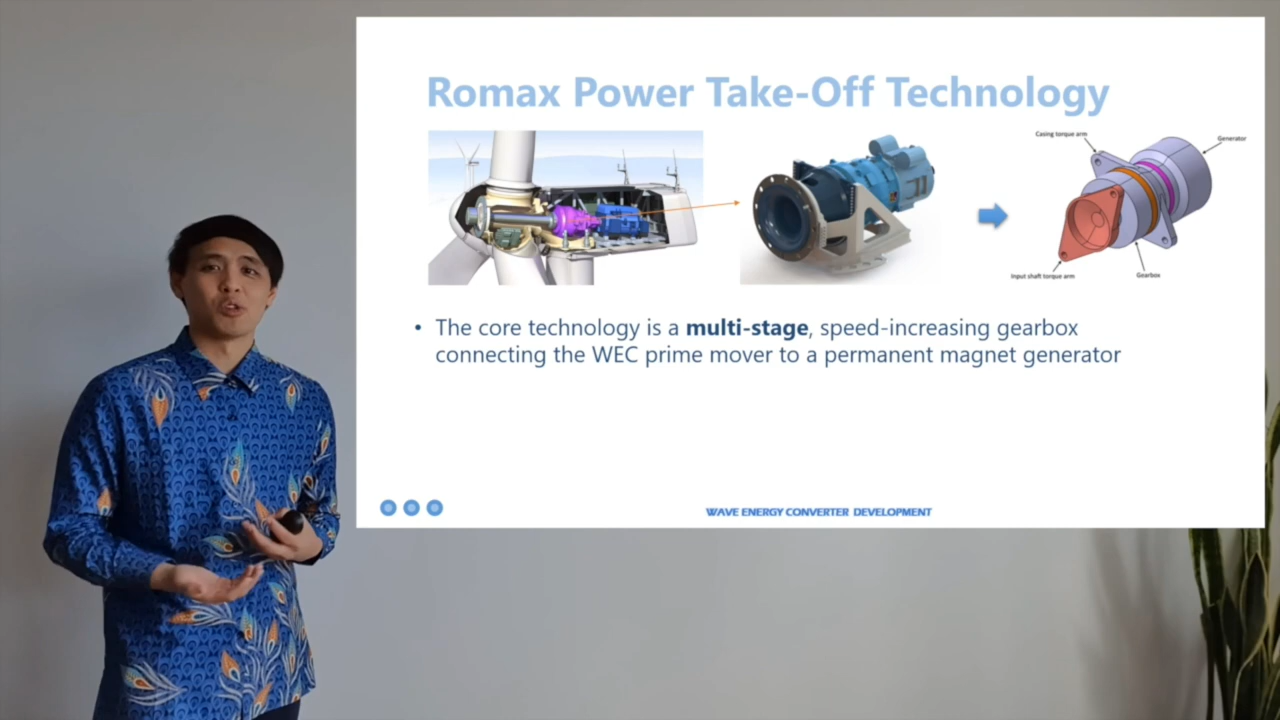 Romax Power Take-Off Technology
Casing torque arm
Generator
Input shaft torque arm
Gearbox
• The core technology is a multi-stage, speed-increasing gearbox
connecting the WEC prime mover to a permanent magnet generator
WAVE ENERGY CONVERTER DEVELOPMENT